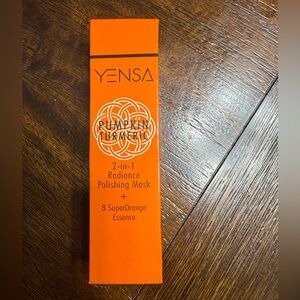 YENSA
PUMPKIN
TURMERIC
2-in-1
Radiance
Polishing Mask
+
8 SuperOrange
Essence